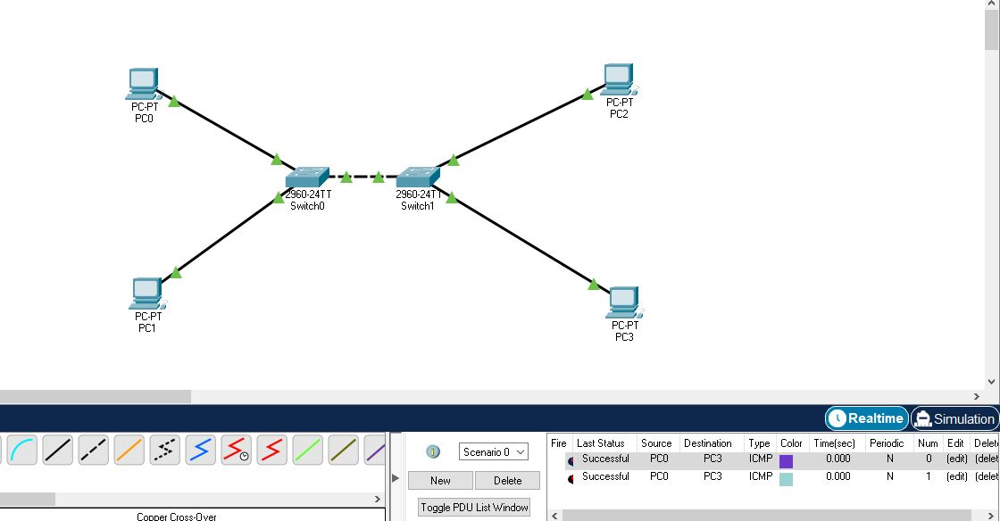 PC-PT
PC0
PC-PT
PC2
2960-24TT
Switch0
2960-24TT
Switch1
PC-PT
PC1
PC-PT
PC3
Realtime
Simulation
Scenario 0
New
Delete
Toggle PDU List Window
Fire Last Status Source Destination Type Color Time(sec) Periodic Num Edit Delete
Successful PC0 PC3 ICMP 0.000 N 0 (edit) (delet
Successful PC0 PC3 ICMP 0.000 N 1 (edit) (delet
Copper Cross-Over